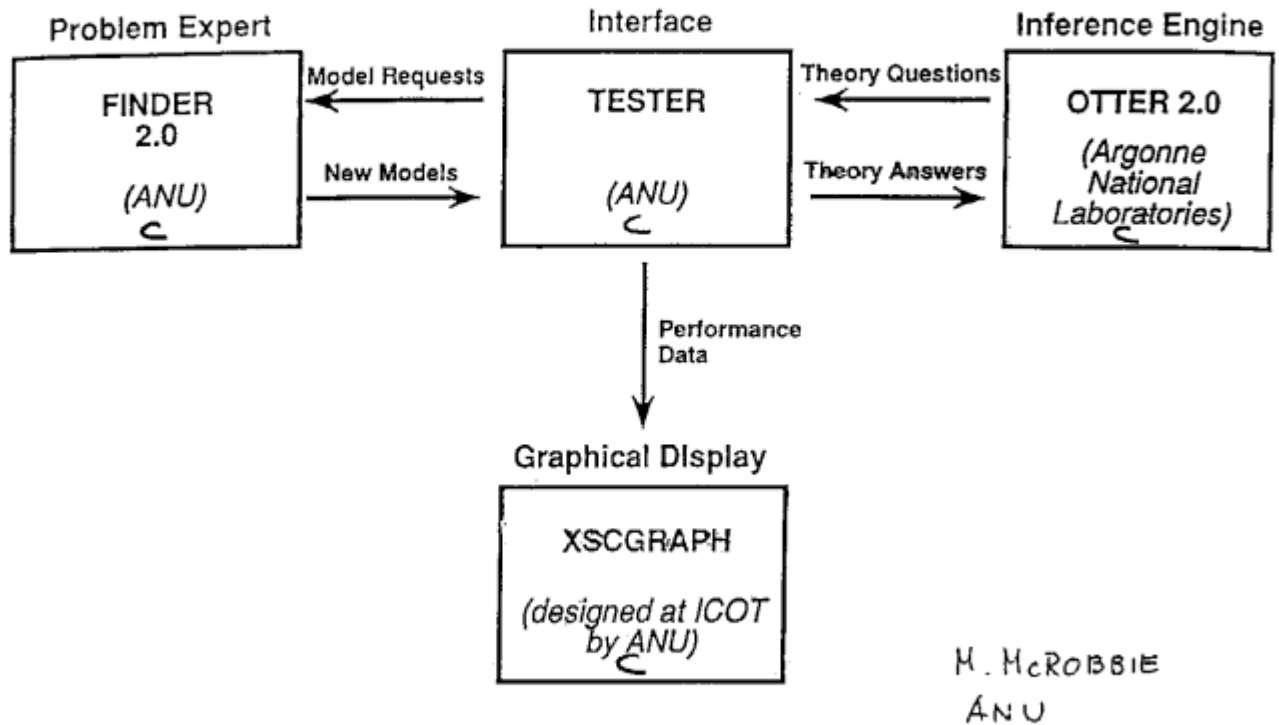 Problem Expert
FINDER
2.0
(ANU)
C
Model Requests
New Models
Interface
TESTER
(ANU)
C
Theory Questions
Theory Answers
Inference Engine
OTTER 2.0
(Argonne
National
Laboratories)
C
Performance
Data
Graphical DIsplay
XSCGRAPH
(designed at ICOT
by ANU)
C
M. McROBBIE
ANU